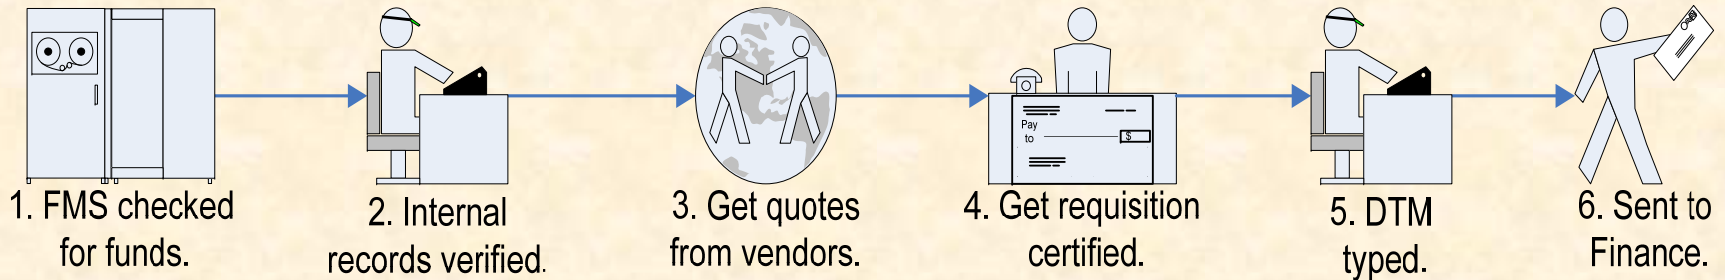 Pay
to
$
1. FMS checked
for funds.
2. Internal
records verified.
3. Get quotes
from vendors.
4. Get requisition
certified.
5. DTM
typed.
6. Sent to
Finance.